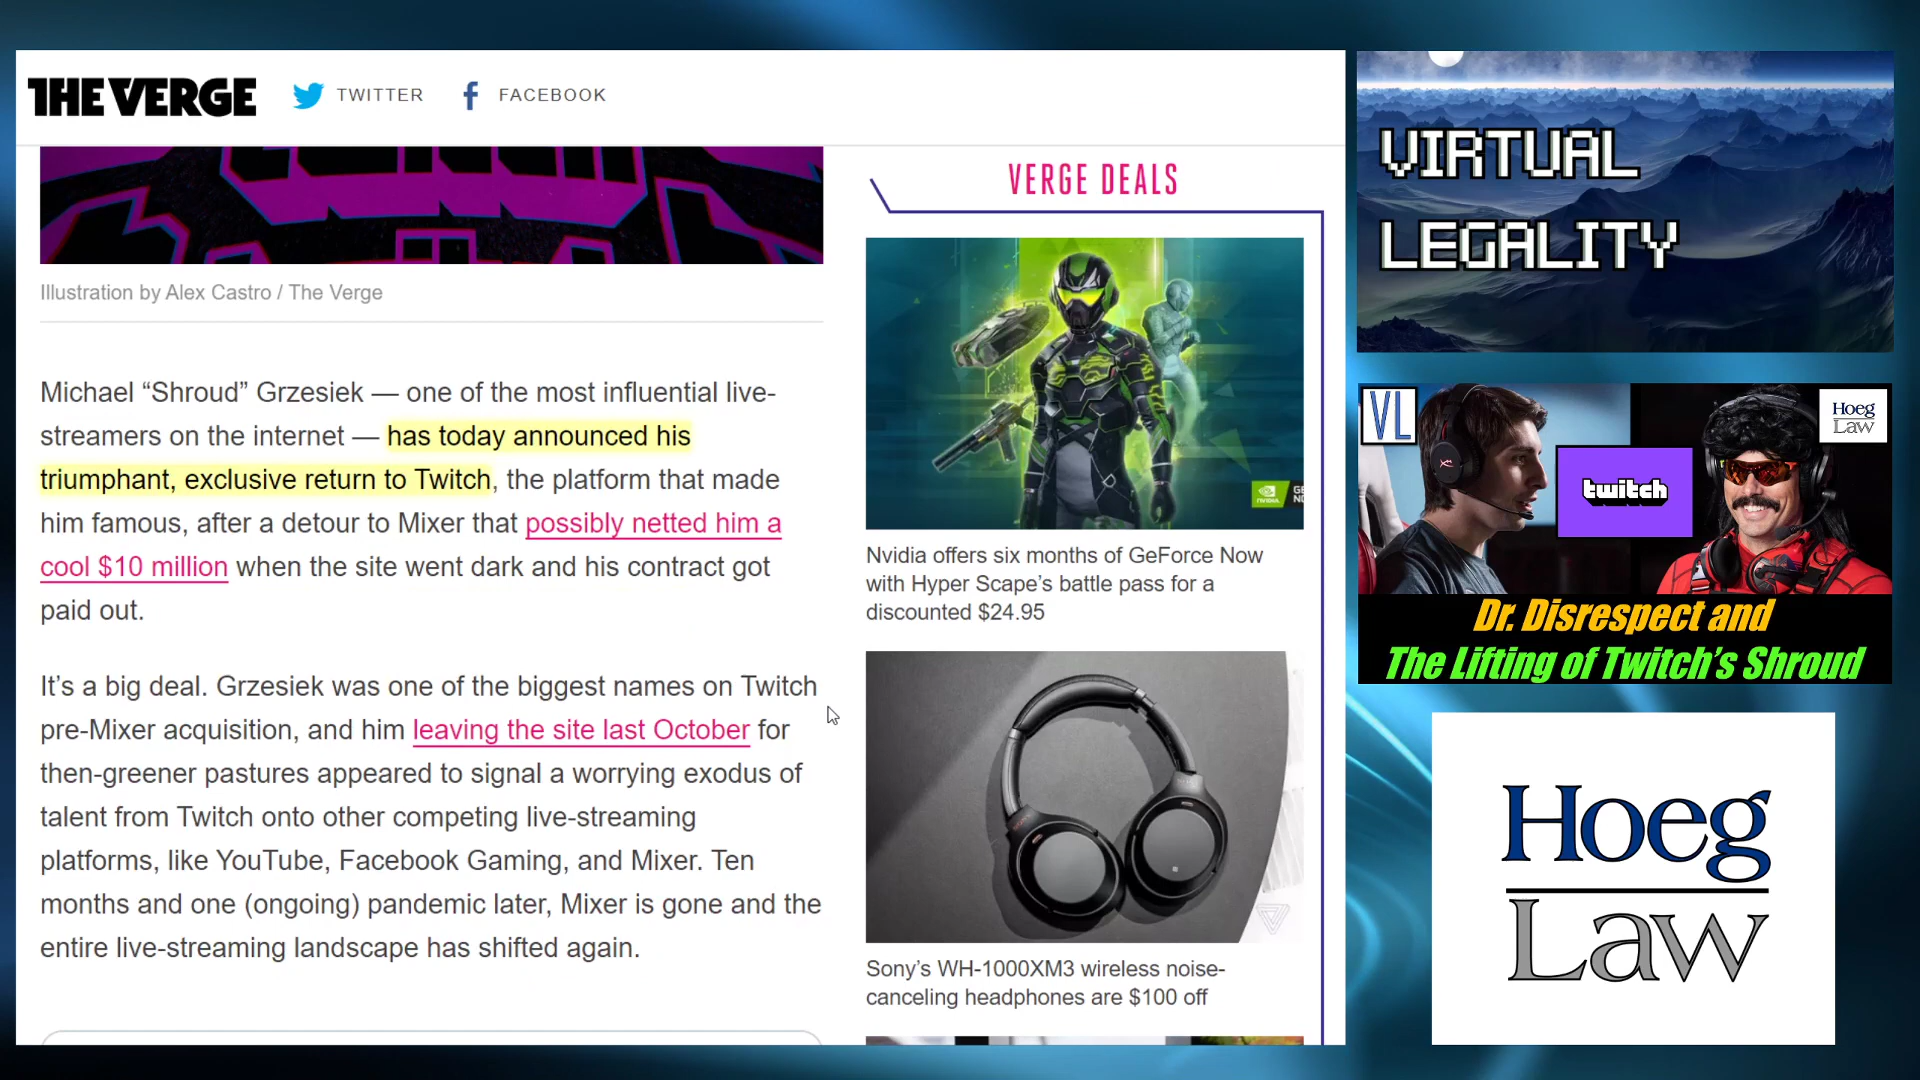 THE VERGE
TWITTER
FACEBOOK
Illustration by Alex Castro / The Verge
Michael “Shroud” Grzesiek — one of the most influential live-
streamers on the internet — has today announced his
triumphant, exclusive return to Twitch, the platform that made
him famous, after a detour to Mixer that possibly netted him a
cool $10 million when the site went dark and his contract got
paid out.
It’s a big deal. Grzesiek was one of the biggest names on Twitch
pre-Mixer acquisition, and him leaving the site last October for
then-greener pastures appeared to signal a worrying exodus of
talent from Twitch onto other competing live-streaming
platforms, like YouTube, Facebook Gaming, and Mixer. Ten
months and one (ongoing) pandemic later, Mixer is gone and the
entire live-streaming landscape has shifted again.
VERGE DEALS
NVIDIA
Nvidia offers six months of GeForce Now
with Hyper Scape’s battle pass for a
discounted $24.95
Sony’s WH-1000XM3 wireless noise-
canceling headphones are $100 off
VIRTUAL
LEGALITY
VL
Hoeg
Law
twitch
Dr. Disrespect and
The Lifting of Twitch's Shroud
Hoeg
Law